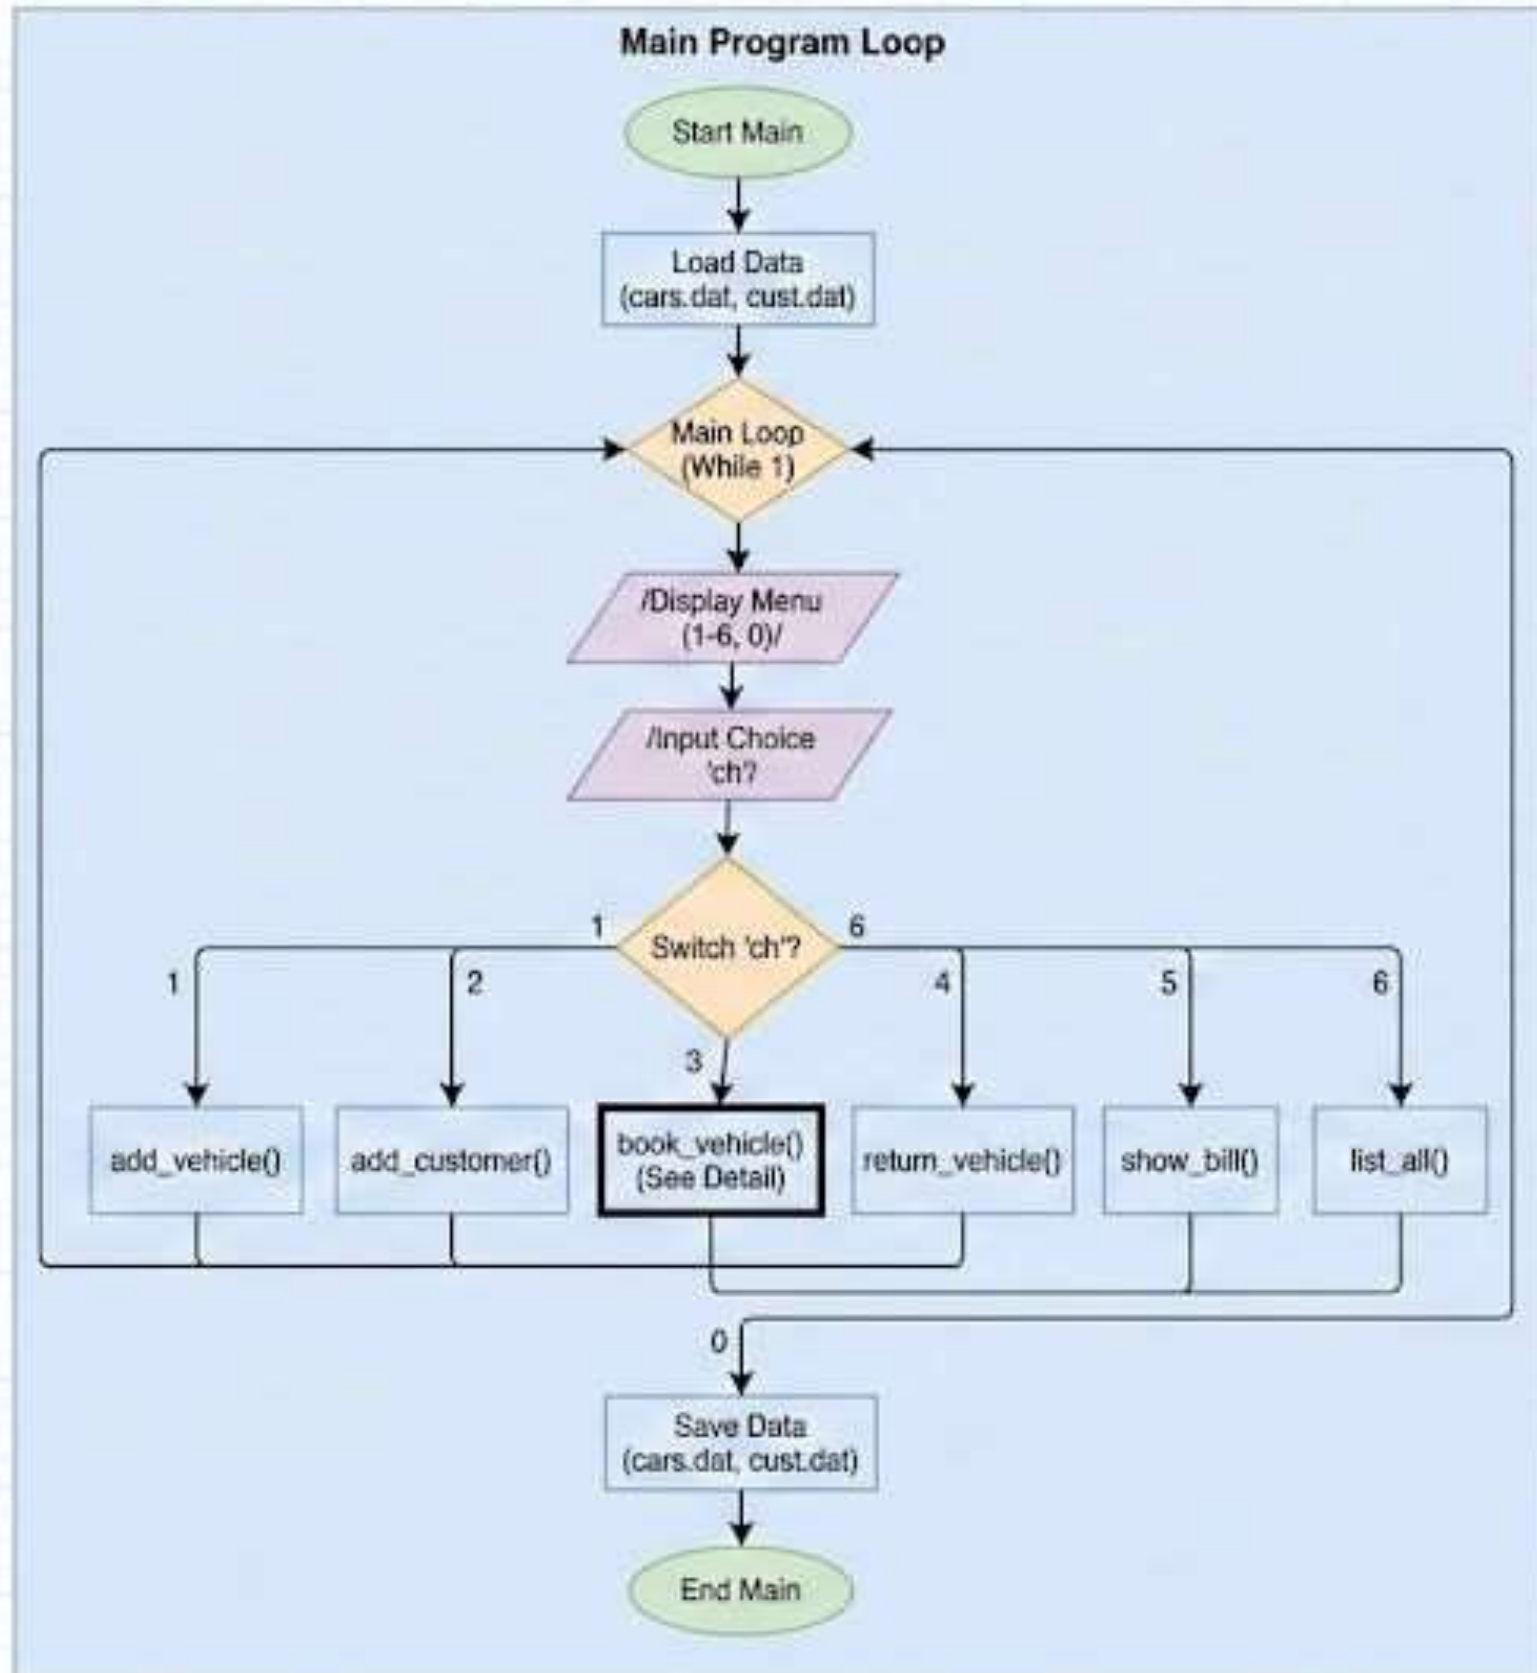 Main Program Loop
Start Main
Load Data
(cars.dat, cust.dat)
Main Loop
(While 1)
/Display Menu
(1-6, 0)/
/Input Choice
'ch?
Switch 'ch'?
1
6
1
2
3
4
5
6
add_vehicle()
add_customer()
book_vehicle()
(See Detail)
return_vehicle()
show_bill()
list_all()
0
Save Data
(cars.dat, cust.dat)
End Main